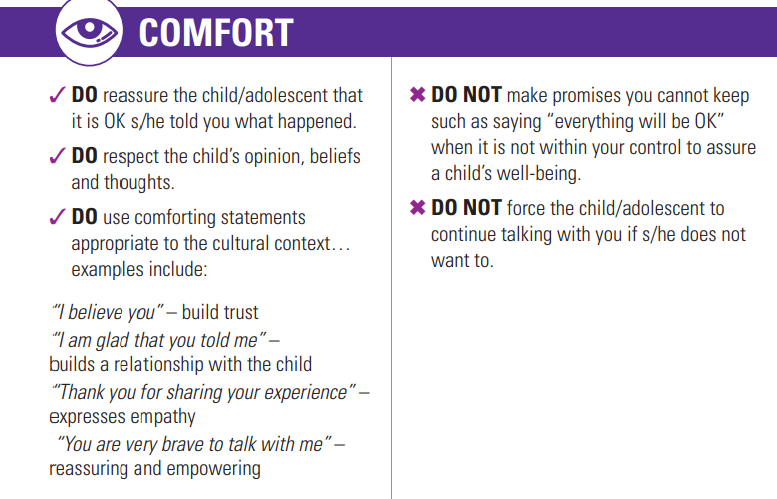 COMFORT
✓ DO reassure the child/adolescent that
it is OK s/he told you what happened.
✓ DO respect the child’s opinion, beliefs
and thoughts.
✓ DO use comforting statements
appropriate to the cultural context…
examples include:
“I believe you” – build trust
“I am glad that you told me” –
builds a relationship with the child
“Thank you for sharing your experience” –
expresses empathy
“You are very brave to talk with me” –
reassuring and empowering
✖ DO NOT make promises you cannot keep
such as saying “everything will be OK”
when it is not within your control to assure
a child’s well-being.
✖ DO NOT force the child/adolescent to
continue talking with you if s/he does not
want to.